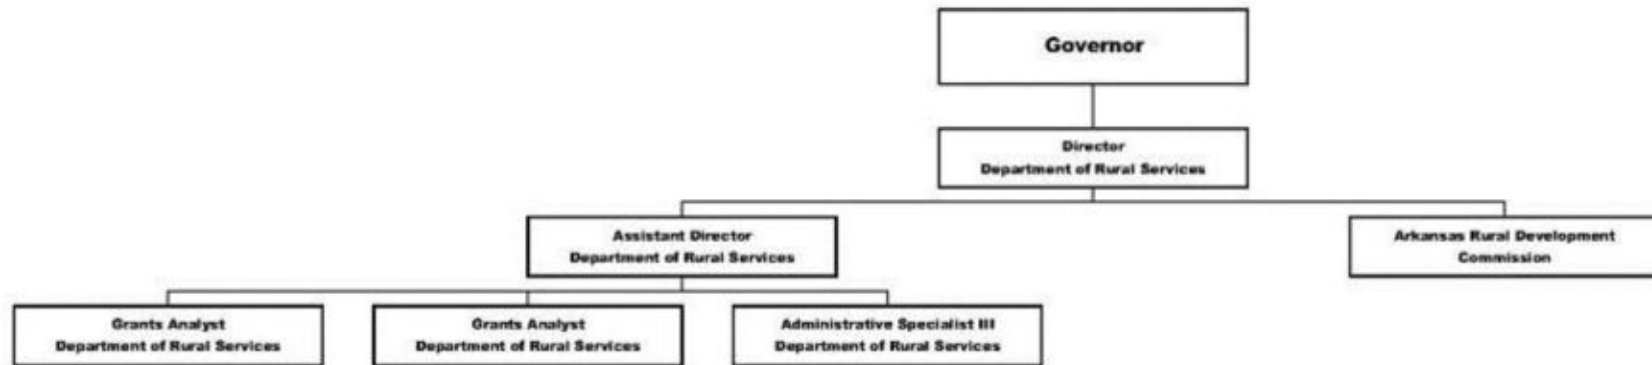 Governor
Director
Department of Rural Services
Assistant Director
Department of Rural Services
Arkansas Rural Development
Commission
Grants Analyst
Department of Rural Services
Grants Analyst
Department of Rural Services
Administrative Specialist III
Department of Rural Services